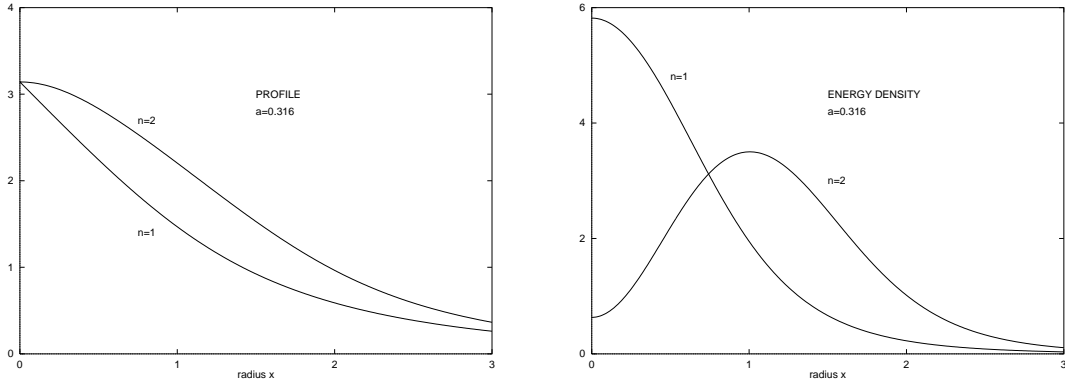 4
3
2
1
0
0
1
2
3
radius x
PROFILE
a=0.316
n=2
n=1
6
4
2
0
0
1
2
3
radius x
n=1
ENERGY DENSITY
a=0.316
n=2